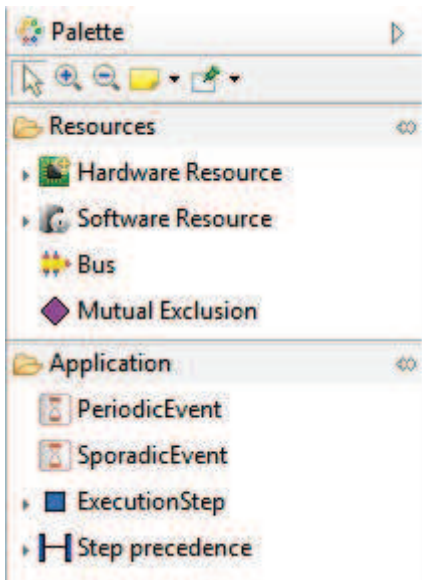 Palette
Resources
Hardware Resource
Software Resource
Bus
Mutual Exclusion
Application
PeriodicEvent
SporadicEvent
ExecutionStep
Step precedence